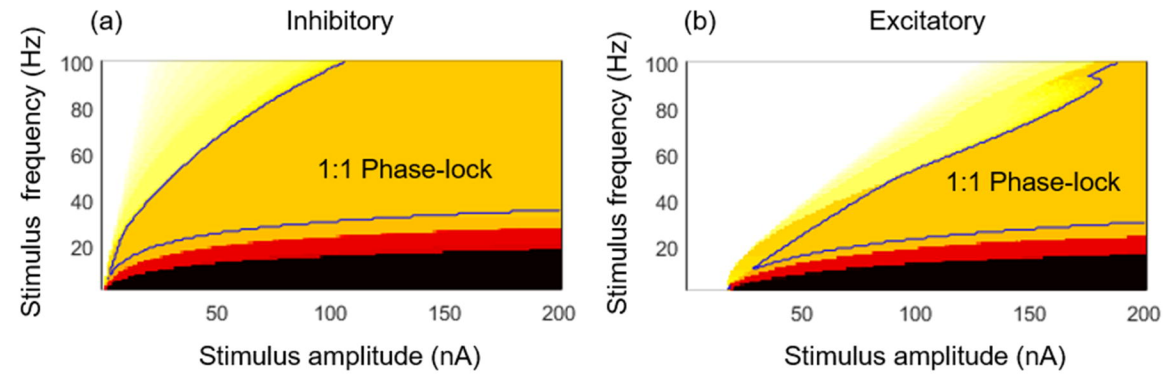 (a) Inhibitory
Stimulus frequency (Hz)
100
80
60
40
20
1:1 Phase-lock
50 100 150 200
Stimulus amplitude (nA)
(b) Excitatory
Stimulus frequency (Hz)
100
80
60
40
20
1:1 Phase-lock
50 100 150 200
Stimulus amplitude (nA)